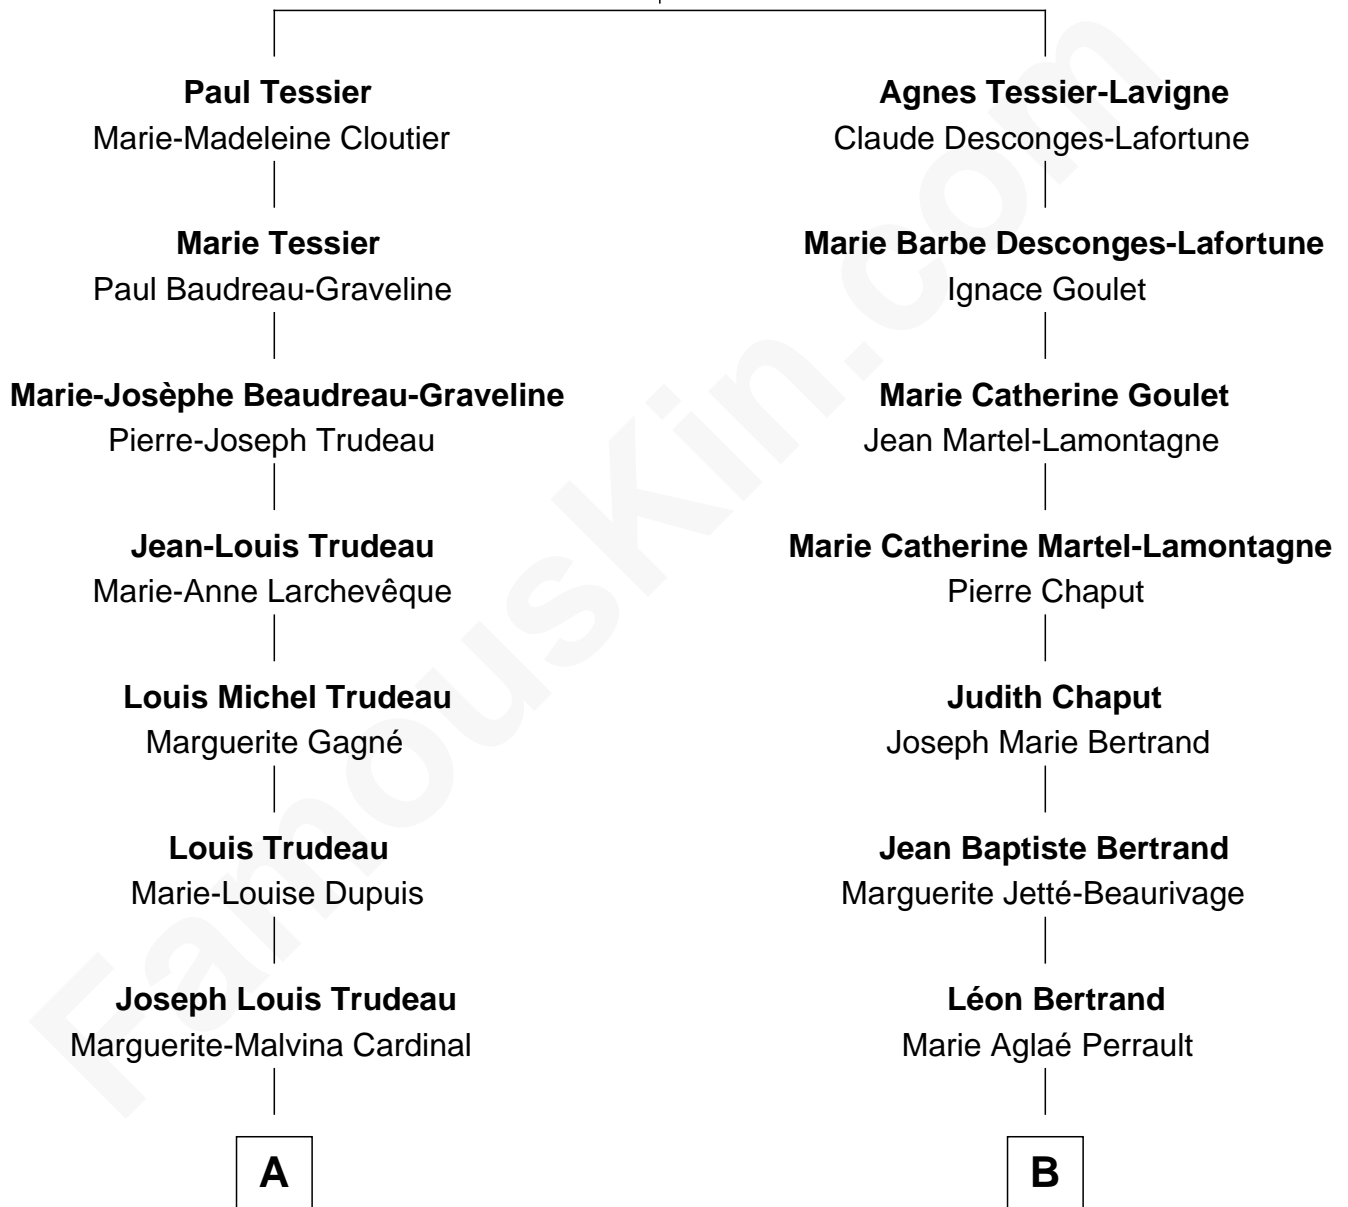 Paul Tessier
Marie-Madeleine Cloutier
Marie Tessier
Paul Baudreau-Graveline
Marie-Josèphe Beaudreau-Graveline
Pierre-Joseph Trudeau
Jean-Louis Trudeau
Marie-Anne Larchevêque
Louis Michel Trudeau
Marguerite Gagné
Louis Trudeau
Marie-Louise Dupuis
Joseph Louis Trudeau
Marguerite-Malvina Cardinal
A
Agnes Tessier-Lavigne
Claude Desconges-Lafortune
Marie Barbe Desconges-Lafortune
Ignace Goulet
Marie Catherine Goulet
Jean Martel-Lamontagne
Marie Catherine Martel-Lamontagne
Pierre Chaput
Judith Chaput
Joseph Marie Bertrand
Jean Baptiste Bertrand
Marguerite Jetté-Beaurivage
Léon Bertrand
Marie Aglaé Perrault
B
FamousKin.com